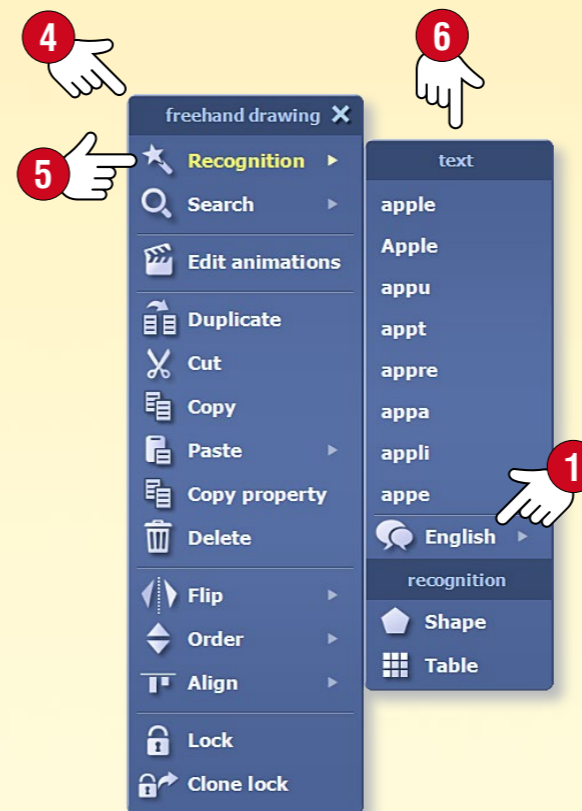 4
6
freehand drawing
5
Recognition
Search
Edit animations
Duplicate
Cut
Copy
Paste
Copy property
Delete
Flip
Order
Align
Lock
Clone lock
text
apple
Apple
appu
appt
appre
appa
appli
appe
1
English
recognition
Shape
Table